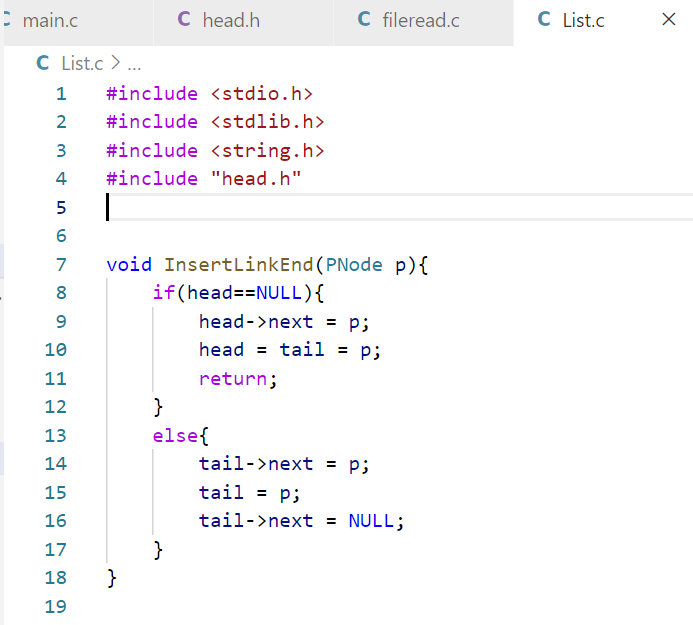 C main.c C head.h C fileread.c C List.c ×
C List.c > ...
1 #include <stdio.h>
2 #include <stdlib.h>
3 #include <string.h>
4 #include "head.h"
5
6
7 void InsertLinkEnd(PNode p){
8     if(head==NULL){
9         head->next = p;
10         head = tail = p;
11         return;
12     }
13     else{
14         tail->next = p;
15         tail = p;
16         tail->next = NULL;
17     }
18 }
19